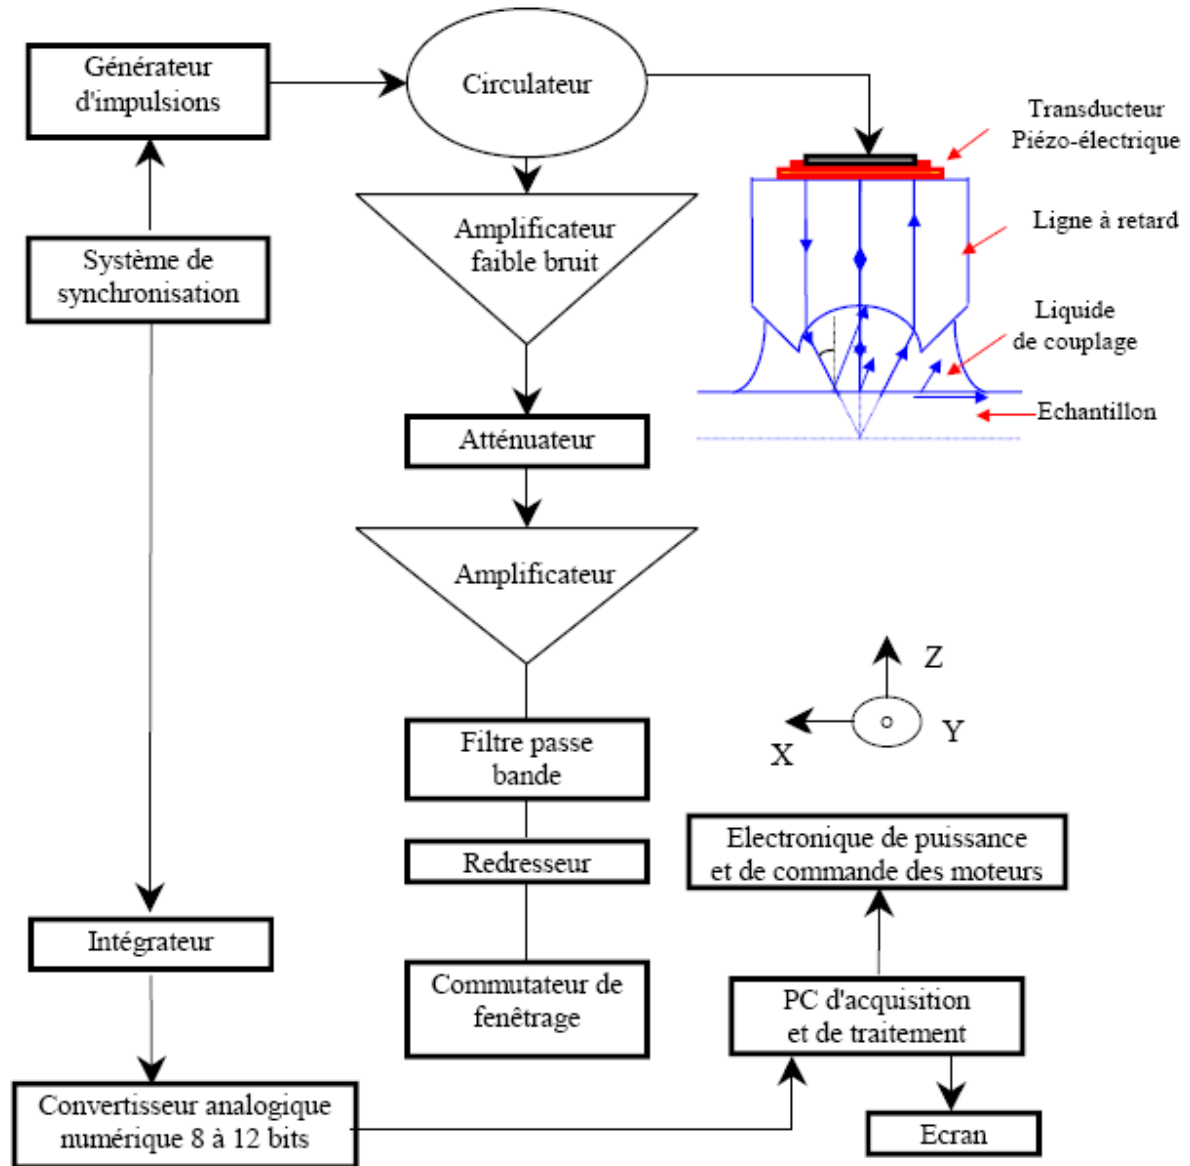 Générateur
d'impulsions
Circulateur
Transducteur
Piézo-électrique
Amplificateur
faible bruit
Ligne à retard
Système de
synchronisation
Liquide
de couplage
Echantillon
Atténuateur
Amplificateur
Z
X
Y
Filtre passe
bande
Redresseur
Electronique de puissance
et de commande des moteurs
Intégrateur
Commutateur de
fenêtrage
PC d'acquisition
et de traitement
Convertisseur analogique
numérique 8 à 12 bits
Ecran